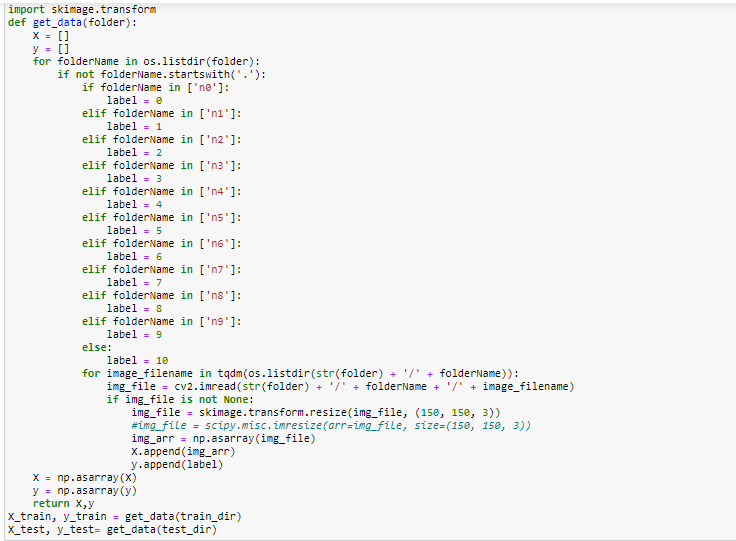 import skimage.transform
def get_data(folder):
    X = []
    y = []
    for folderName in os.listdir(folder):
        if not folderName.startswith('.'):
            if folderName in ['n0']:
                label = 0
            elif folderName in ['n1']:
                label = 1
            elif folderName in ['n2']:
                label = 2
            elif folderName in ['n3']:
                label = 3
            elif folderName in ['n4']:
                label = 4
            elif folderName in ['n5']:
                label = 5
            elif folderName in ['n6']:
                label = 6
            elif folderName in ['n7']:
                label = 7
            elif folderName in ['n8']:
                label = 8
            elif folderName in ['n9']:
                label = 9
            else:
                label = 10
            for image_filename in tqdm(os.listdir(str(folder) + '/' + folderName)):
                img_file = cv2.imread(str(folder) + '/' + folderName + '/' + image_filename)
                if img_file is not None:
                    img_file = skimage.transform.resize(img_file, (150, 150, 3))
                    #img_file = scipy.misc.imresize(arr=img_file, size=(150, 150, 3))
                    img_arr = np.asarray(img_file)
                    X.append(img_arr)
                    y.append(label)
    X = np.asarray(X)
    y = np.asarray(y)
    return X,y
X_train, y_train = get_data(train_dir)
X_test, y_test= get_data(test_dir)